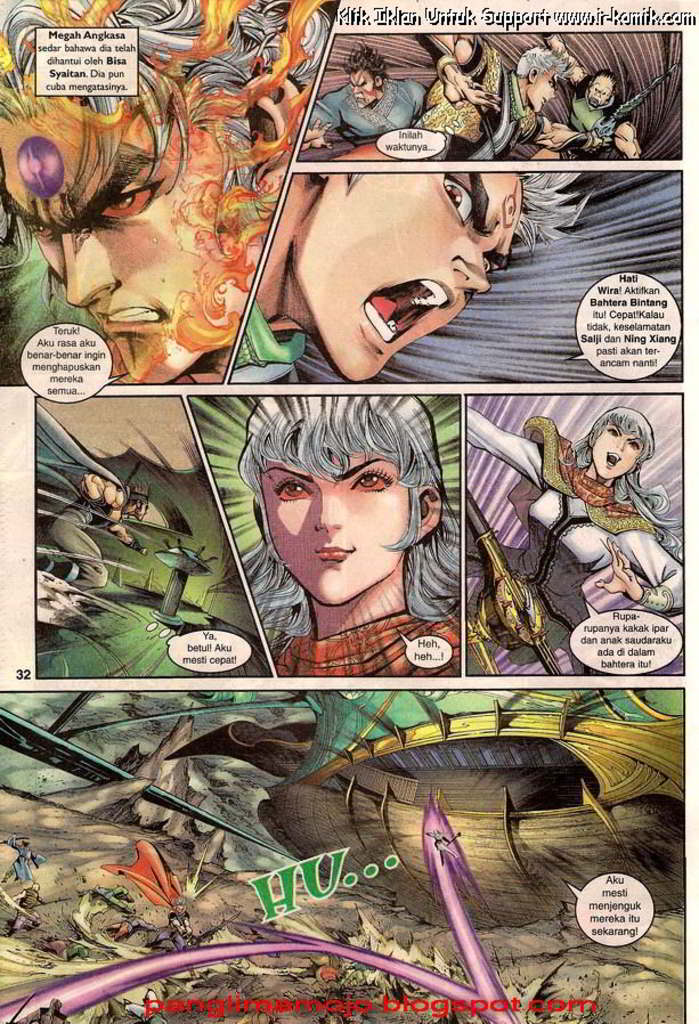 Klik Iklan Untuk Support www.ir-komik.com
Megah Angkasa
sedar bahawa dia telah
dihantui oleh Bisa
Syaitan. Dia pun
cuba mengatasinya.
Inilah
waktunya...
Teruk!
Aku rasa aku
benar-benar ingin
menghapuskan
mereka
semua...
Hati
Wira! Aktifkan
Bahtera Bintang
itu! Cepat!Kalau
tidak, keselamatan
Salji dan Ning Xiang
pasti akan ter-
ancam nanti!
Ya,
betul! Aku
mesti cepat!
Heh,
heh...!
Rupa-
rupanya kakak ipar
dan anak saudaraku
ada di dalam
bahtera itu!
32
HU...
Aku
mesti
menjenguk
mereka itu
sekarang!
panglimamojo.blogspot.com